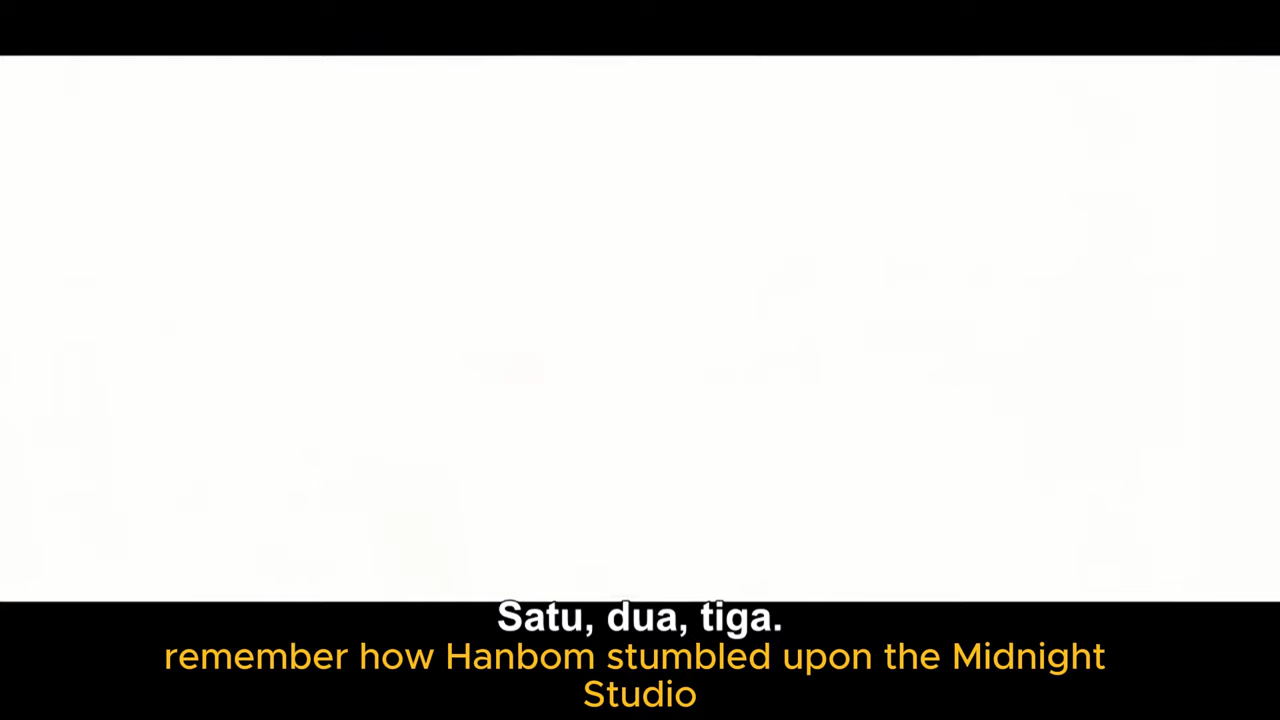 Satu, dua, tiga.
remember how Hanbom stumbled upon the Midnight
Studio